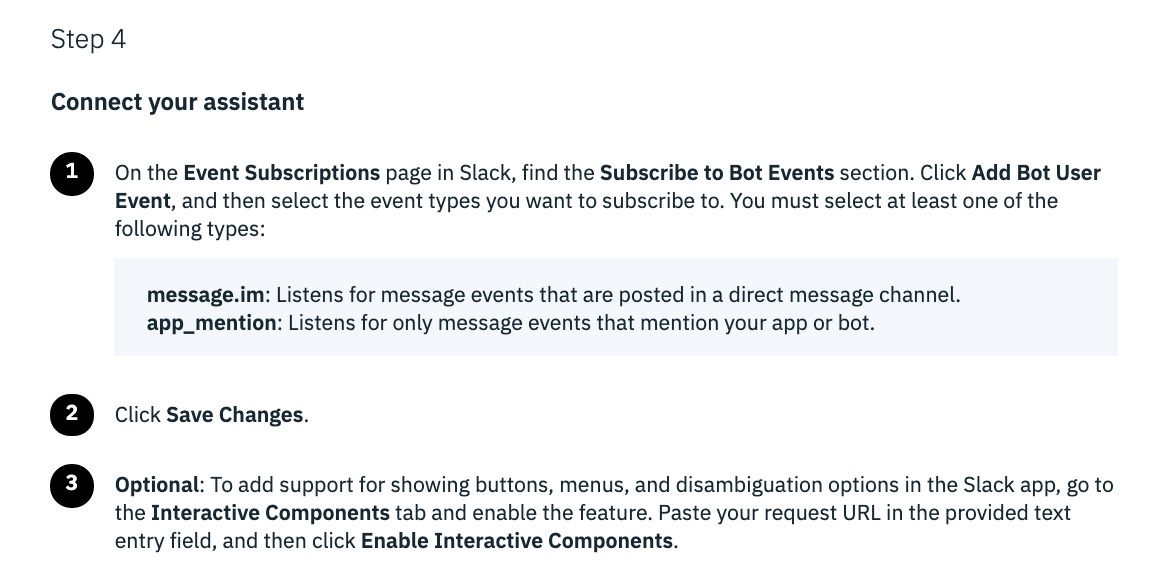 Step 4
Connect your assistant
1
On the Event Subscriptions page in Slack, find the Subscribe to Bot Events section. Click Add Bot User
Event, and then select the event types you want to subscribe to. You must select at least one of the
following types:
message.im: Listens for message events that are posted in a direct message channel.
app_mention: Listens for only message events that mention your app or bot.
2
Click Save Changes.
3
Optional: To add support for showing buttons, menus, and disambiguation options in the Slack app, go to
the Interactive Components tab and enable the feature. Paste your request URL in the provided text
entry field, and then click Enable Interactive Components.